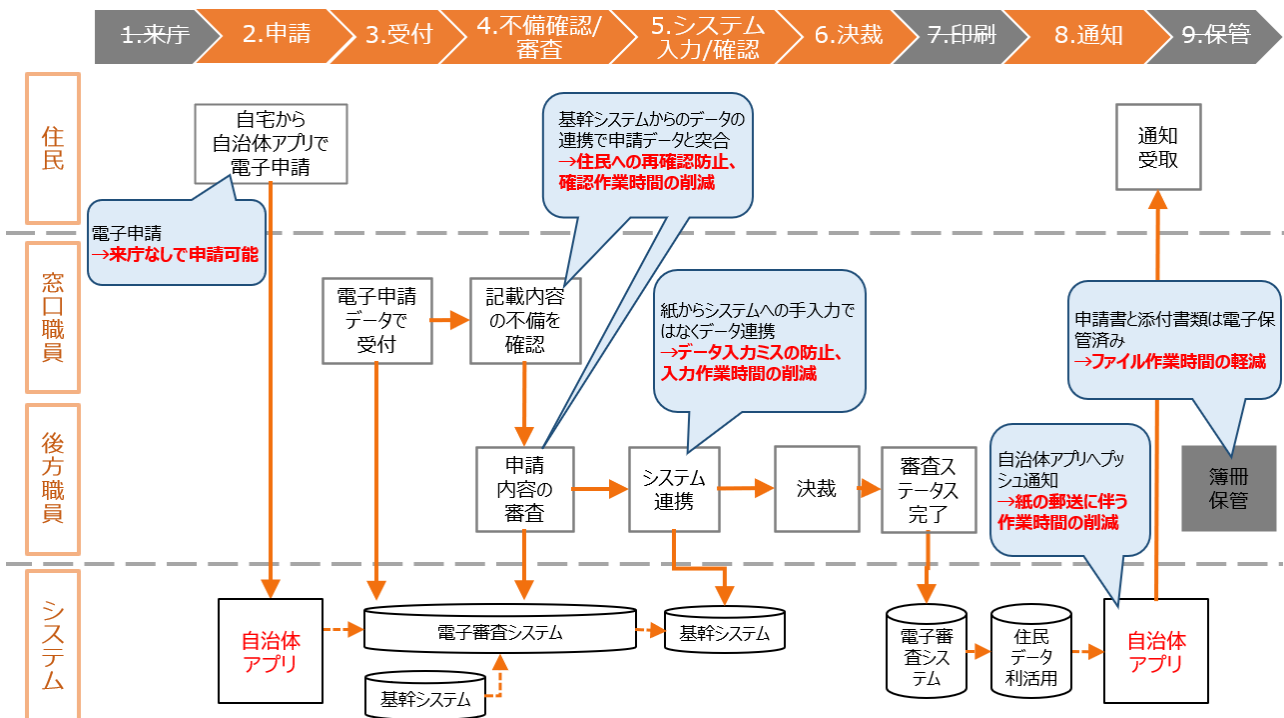 1.来庁
2.申請
3.受付
4.不備確認/
審査
5.システム
入力/確認
6.決裁
7.印刷
8.通知
9.保管
住民
自宅から
自治体アプリで
電子申請
電子申請
→来庁なしで申請可能
基幹システムからのデータの
連携で申請データと突合
→住民への再確認防止、
確認作業時間の削減
通知
受取
窓口職員
電子申請
データで
受付
記載内容
の不備を
確認
紙からシステムへの手入力で
はなくデータ連携
→データ入力ミスの防止、
入力作業時間の削減
申請書と添付書類は電子保
管済み
→ファイル作業時間の軽減
後方職員
申請
内容の
審査
システム
連携
決裁
審査ス
テータス
完了
自治体アプリへプッ
シュ通知
→紙の郵送に伴う
作業時間の削減
簿冊
保管
システム
自治体
アプリ
電子審査システム
基幹システム
基幹システム
電子審
査シス
テム
住民
データ
利活用
自治体
アプリ